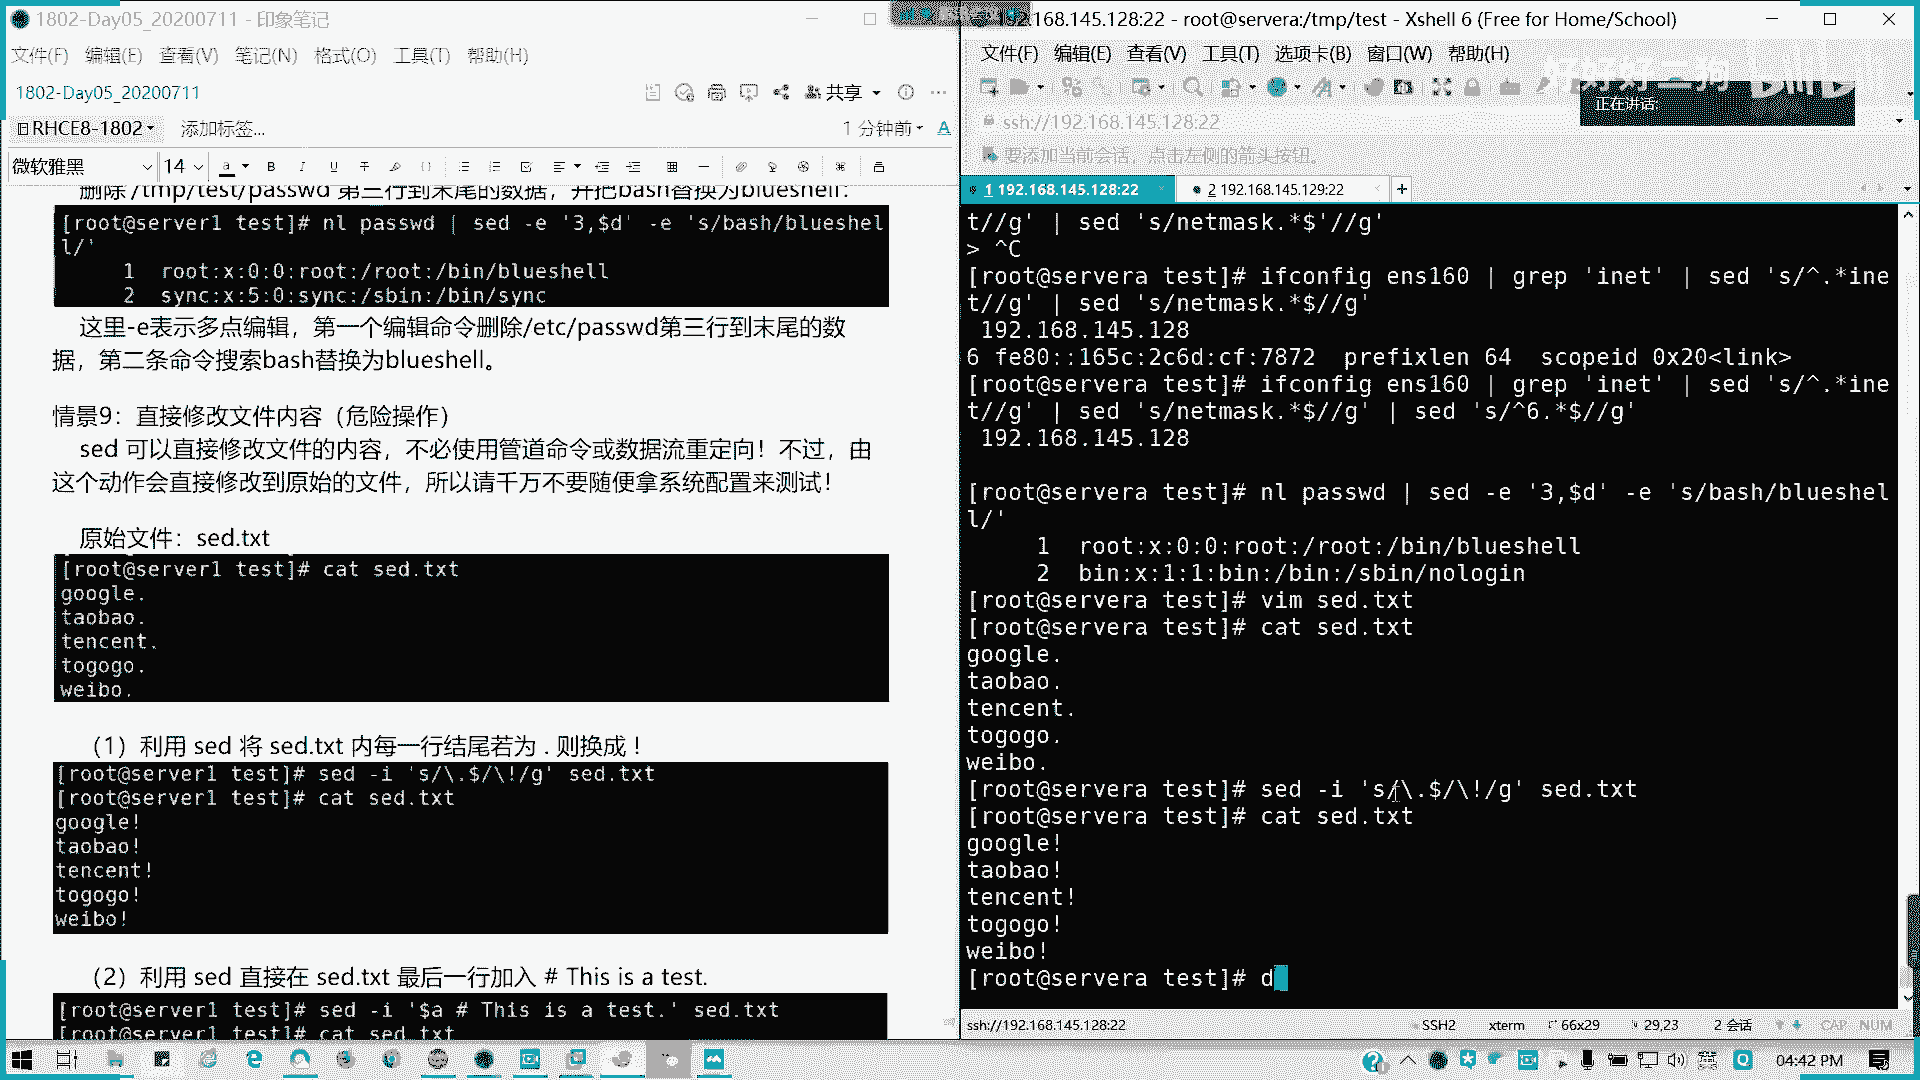 1802-Day05_20200711 - 印象笔记
文件(F) 编辑(E) 查看(V) 笔记(N) 格式(O) 工具(T) 帮助(H)
1802-Day05_20200711
共享
RHCE8-1802 添加标签...
1 分钟前
微软雅黑 14
删除 /tmp/test/passwd 第三行到末尾的数据，并把bash替换为blueshell：
[root@server1 test]# nl passwd | sed -e '3,$d' -e 's/bash/blueshel
l/'
1 root:x:0:0:root:/root:/bin/blueshell
2 sync:x:5:0:sync:/sbin:/bin/sync
这里-e表示多点编辑，第一个编辑命令删除/etc/passwd第三行到末尾的数
据，第二条命令搜索bash替换为blueshell。
情景9：直接修改文件内容（危险操作）
sed 可以直接修改文件的内容，不必使用管道命令或数据流重定向！不过，由
这个动作会直接修改到原始的文件，所以请千万不要随便拿系统配置来测试！
原始文件：sed.txt
[root@server1 test]# cat sed.txt
google.
taobao.
tencent.
togogo.
weibo.
（1）利用 sed 将 sed.txt 内每一行结尾若为 . 则换成 !
[root@server1 test]# sed -i 's/\.$/\!/g' sed.txt
[root@server1 test]# cat sed.txt
google!
taobao!
tencent!
togogo!
weibo!
（2）利用 sed 直接在 sed.txt 最后一行加入 # This is a test.
[root@server1 test]# sed -i '$a # This is a test.' sed.txt
[root@server1 test]# cat sed.txt
192.168.145.128:22 - root@servera:/tmp/test - Xshell 6 (Free for Home/School)
文件(F) 编辑(E) 查看(V) 工具(T) 选项卡(B) 窗口(W) 帮助(H)
正在讲话:
ssh://192.168.145.128:22
要添加当前会话，点击左侧的箭头按钮。
1 192.168.145.128:22
2 192.168.145.129:22
t//g' | sed 's/netmask.*$'//g'
> ^C
[root@servera test]# ifconfig ens160 | grep 'inet' | sed 's/^.*ine
t//g' | sed 's/netmask.*$//g'
192.168.145.128
6 fe80::165c:2c6d:cf:7872 prefixlen 64 scopeid 0x20<link>
[root@servera test]# ifconfig ens160 | grep 'inet' | sed 's/^.*ine
t//g' | sed 's/netmask.*$//g' | sed 's/^6.*$//g'
192.168.145.128
[root@servera test]# nl passwd | sed -e '3,$d' -e 's/bash/blueshel
l/'
1 root:x:0:0:root:/root:/bin/blueshell
2 bin:x:1:1:bin:/bin:/sbin/nologin
[root@servera test]# vim sed.txt
[root@servera test]# cat sed.txt
google.
taobao.
tencent.
togogo.
weibo.
[root@servera test]# sed -i 's/\.$/\!/g' sed.txt
[root@servera test]# cat sed.txt
google!
taobao!
tencent!
togogo!
weibo!
[root@servera test]# d
ssh://192.168.145.128:22 SSH2 xterm 66x29 29,23 2 会话 CAP NUM
04:42 PM